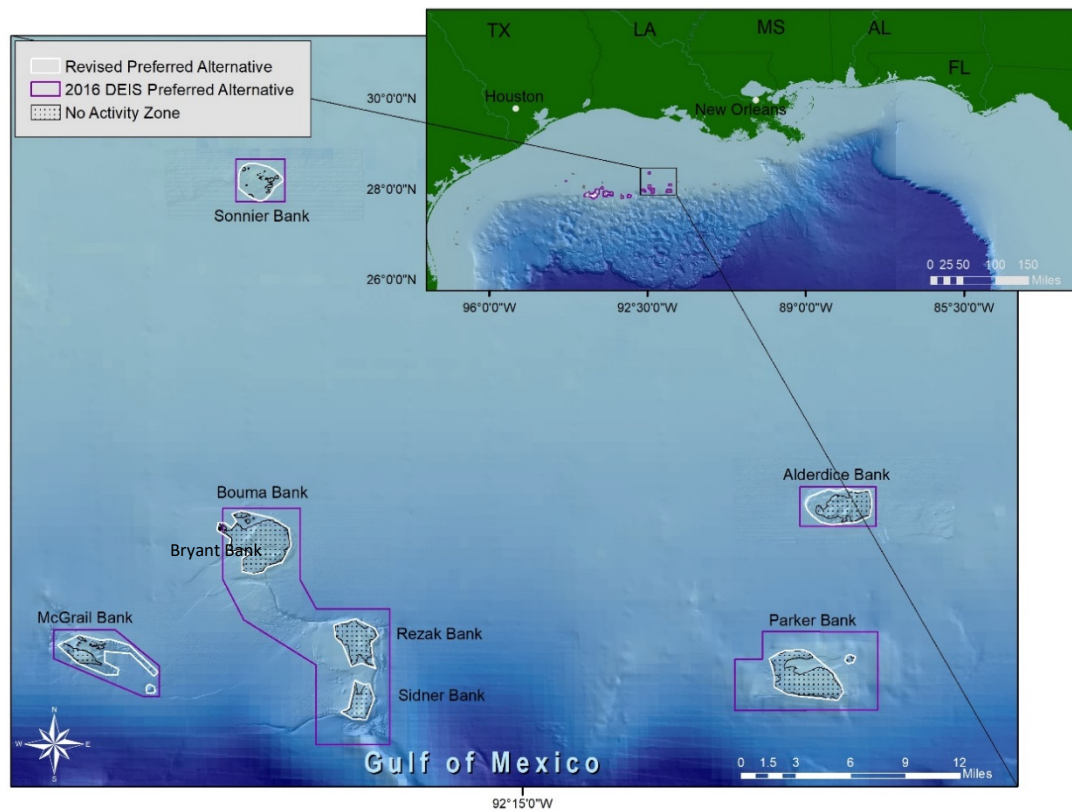 Revised Preferred Alternative
2016 DEIS Preferred Alternative
No Activity Zone
TX
LA
MS
AL
FL
Houston
New Orleans
30°0'0"N
28°0'0"N
26°0'0"N
0 25 50 100 150
Miles
96°0'0"W
92°30'0"W
89°0'0"W
85°30'0"W
Sonnier Bank
Bouma Bank
Bryant Bank
Alderdice Bank
McGrail Bank
Rezak Bank
Parker Bank
Sidner Bank
N
W
E
S
Gulf of Mexico
0 1.5 3 6 9 12
Miles
92°15'0"W